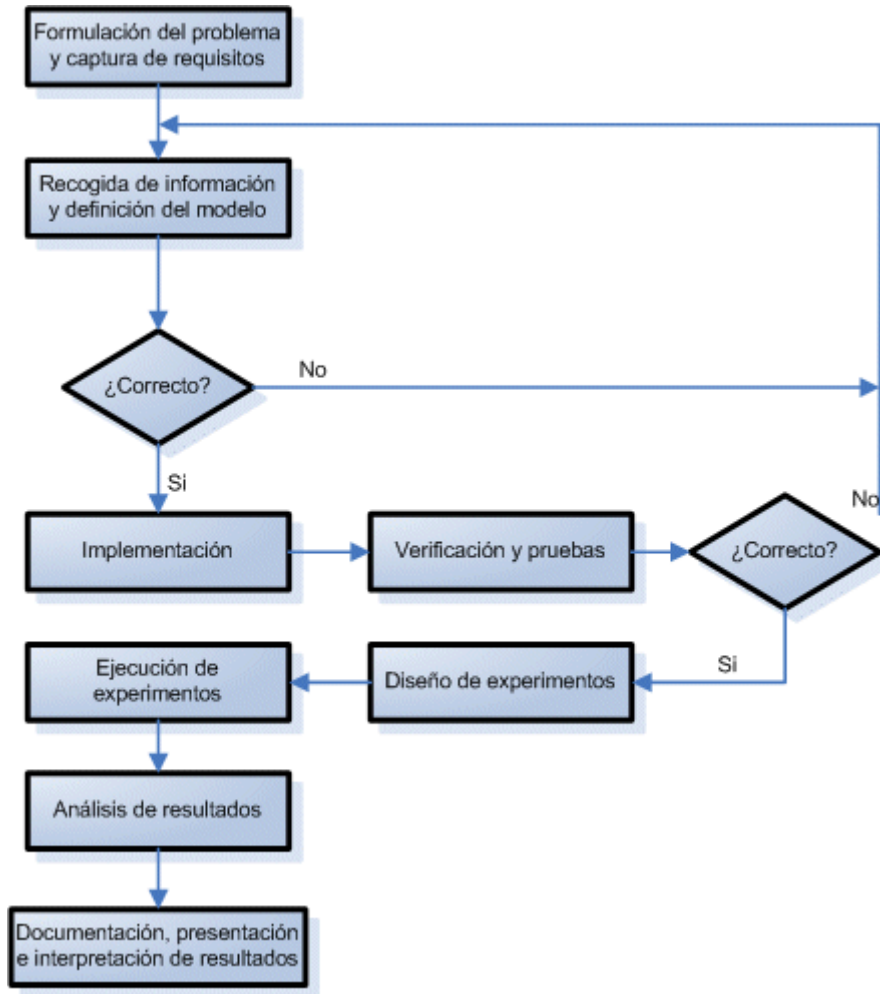 Formulación del problema
y captura de requisitos
Recogida de información
y definición del modelo
¿Correcto?
No
Si
Implementación
Verificación y pruebas
¿Correcto?
No
Si
Diseño de experimentos
Ejecución de
experimentos
Análisis de resultados
Documentación, presentación
e interpretación de resultados